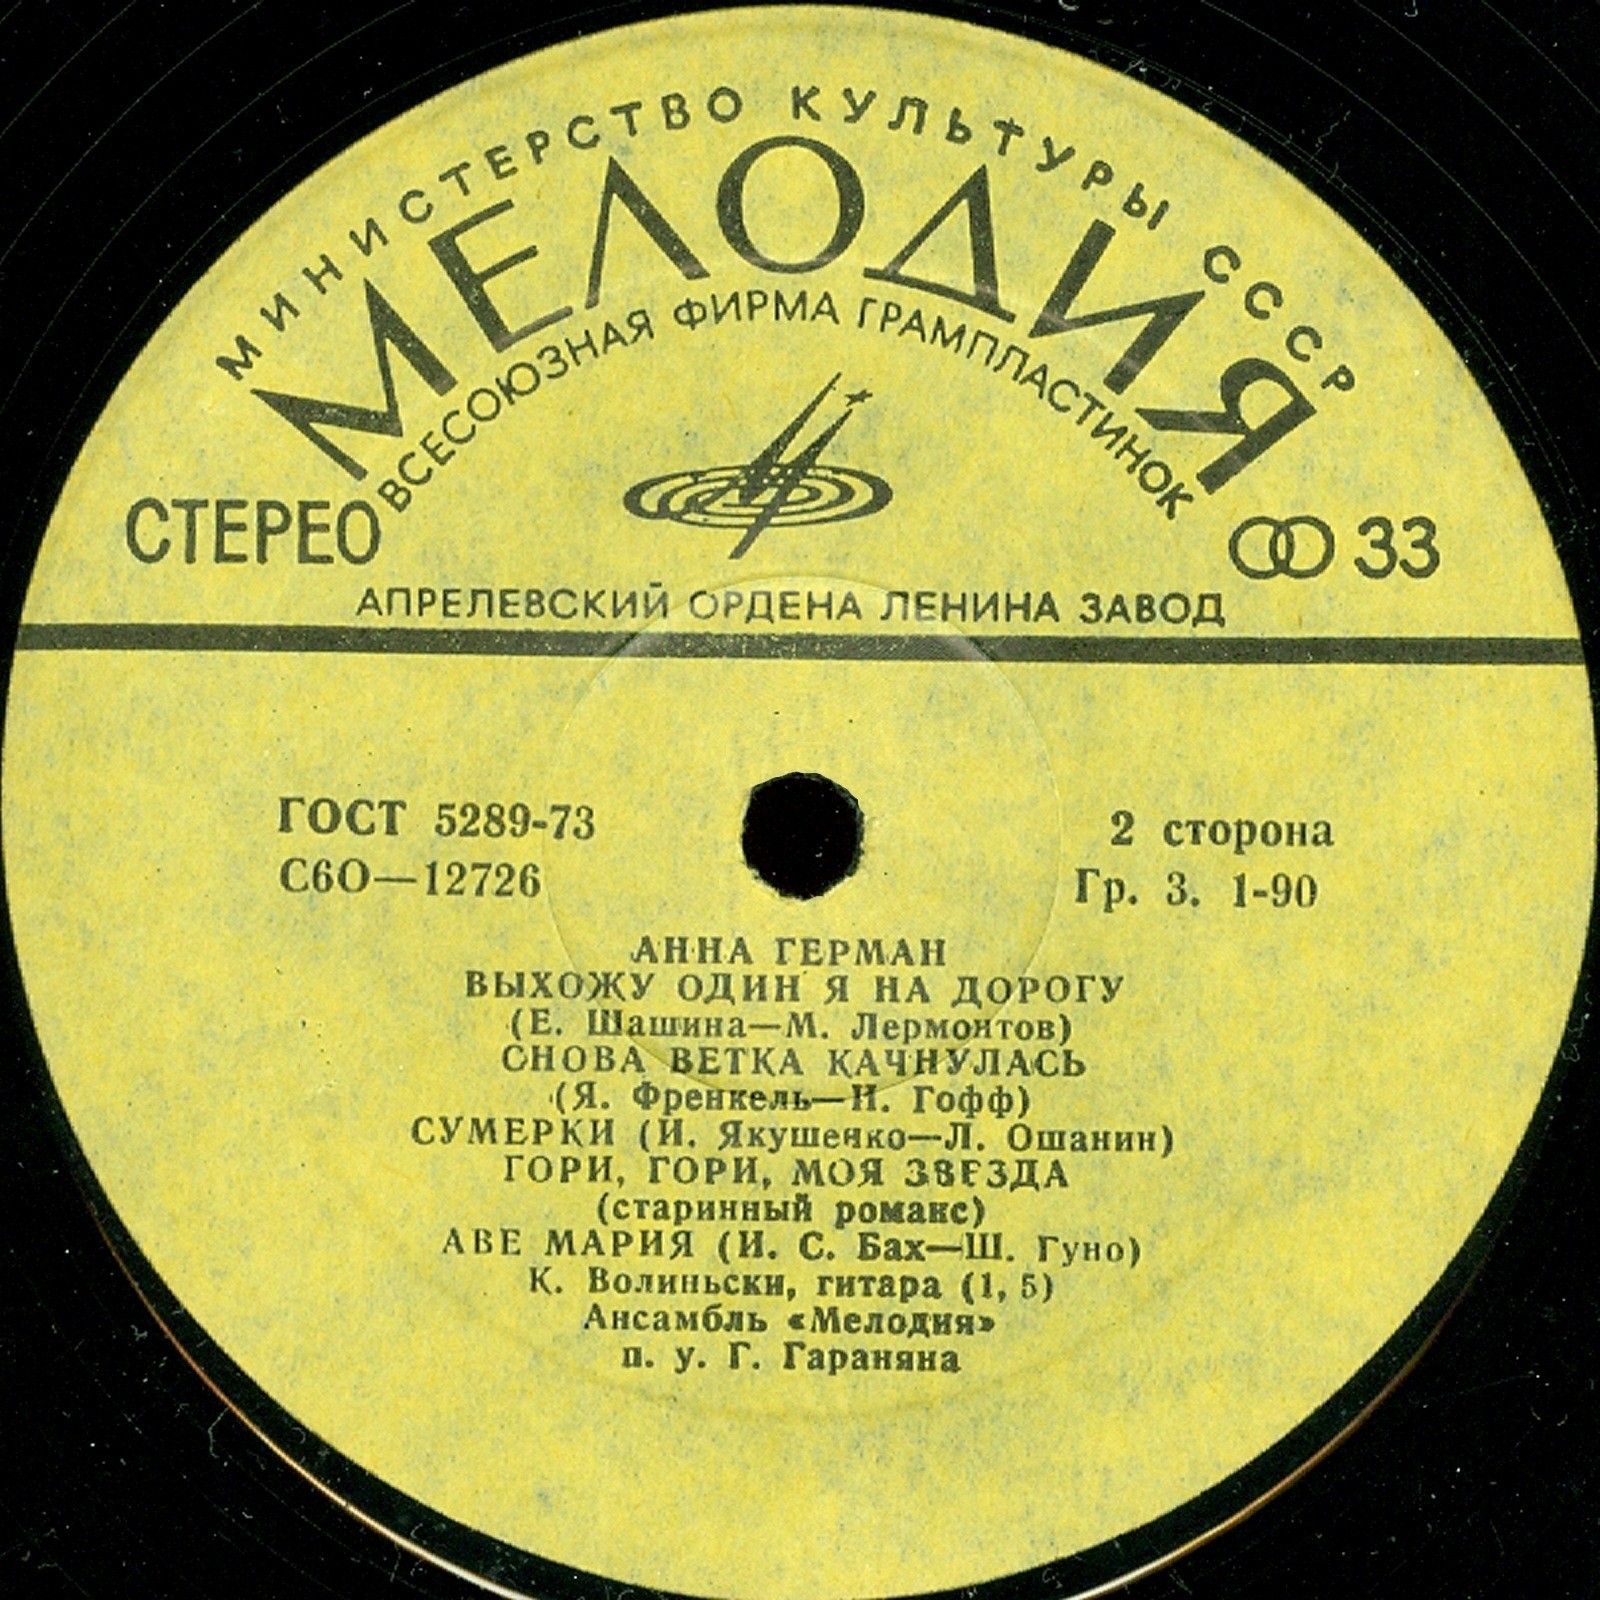 МИНИСТЕРСТВО КУЛЬТУРЫ СССР
МЕЛОДИЯ
ВСЕСОЮЗНАЯ ФИРМА ГРАМПЛАСТИНОК
СТЕРЕО
33
АПРЕЛЕВСКИЙ ОРДЕНА ЛЕНИНА ЗАВОД
ГОСТ 5289-73
2 сторона
С60—12726
Гр. 3. 1-90
АННА ГЕРМАН
ВЫХОЖУ ОДИН Я НА ДОРОГУ
(Е. Шашина—М. Лермонтов)
СНОВА ВЕТКА КАЧНУЛАСЬ
(Я. Френкель—И. Гофф)
СУМЕРКИ (И. Якушенко—Л. Ошанин)
ГОРИ, ГОРИ, МОЯ ЗВЕЗДА
(старинный романс)
АВЕ МАРИЯ (И. С. Бах—Ш. Гуно)
К. Волиньски, гитара (1, 5)
Ансамбль «Мелодия»
п. у. Г. Гараняна